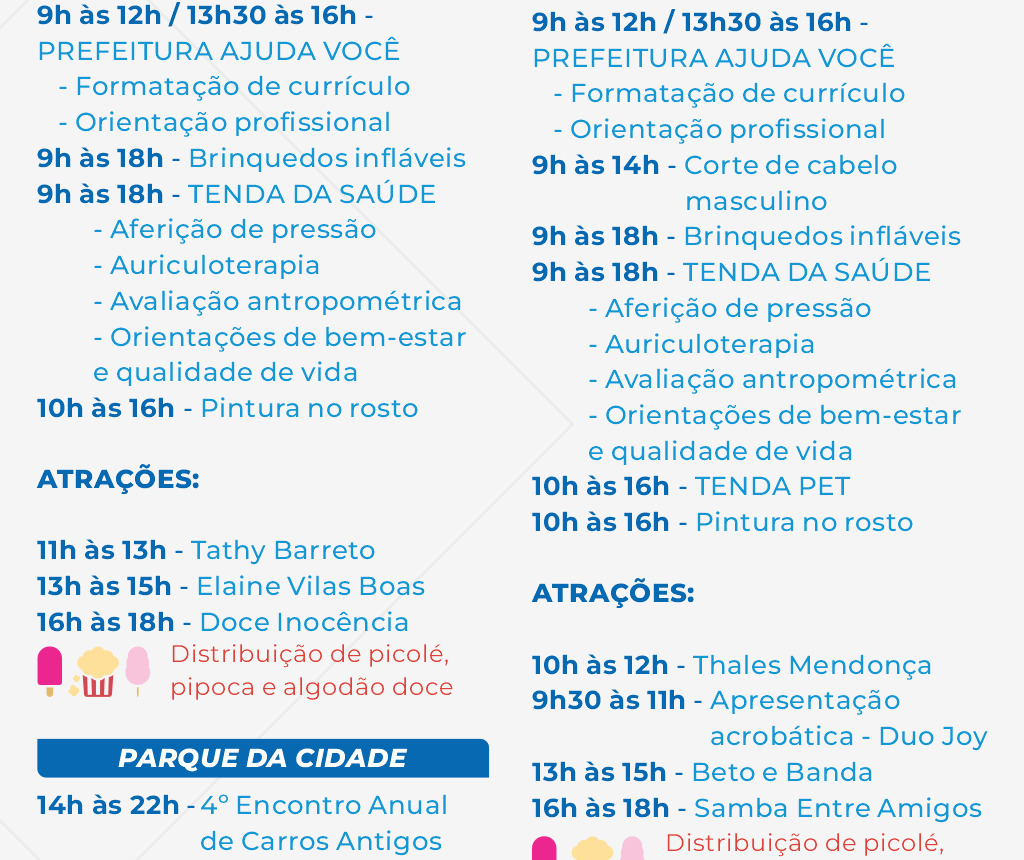 9h às 12h / 13h30 às 16h -
PREFEITURA AJUDA VOCÊ
- Formatação de currículo
- Orientação profissional
9h às 18h - Brinquedos infláveis
9h às 18h - TENDA DA SAÚDE
- Aferição de pressão
- Auriculoterapia
- Avaliação antropométrica
- Orientações de bem-estar
e qualidade de vida
10h às 16h - Pintura no rosto
ATRAÇÕES:
11h às 13h - Tathy Barreto
13h às 15h - Elaine Vilas Boas
16h às 18h - Doce Inocência
Distribuição de picolé,
pipoca e algodão doce
PARQUE DA CIDADE
14h às 22h - 4º Encontro Anual
de Carros Antigos
9h às 12h / 13h30 às 16h -
PREFEITURA AJUDA VOCÊ
- Formatação de currículo
- Orientação profissional
9h às 14h - Corte de cabelo
masculino
9h às 18h - Brinquedos infláveis
9h às 18h - TENDA DA SAÚDE
- Aferição de pressão
- Auriculoterapia
- Avaliação antropométrica
- Orientações de bem-estar
e qualidade de vida
10h às 16h - TENDA PET
10h às 16h - Pintura no rosto
ATRAÇÕES:
10h às 12h - Thales Mendonça
9h30 às 11h - Apresentação
acrobática - Duo Joy
13h às 15h - Beto e Banda
16h às 18h - Samba Entre Amigos
Distribuição de picolé,